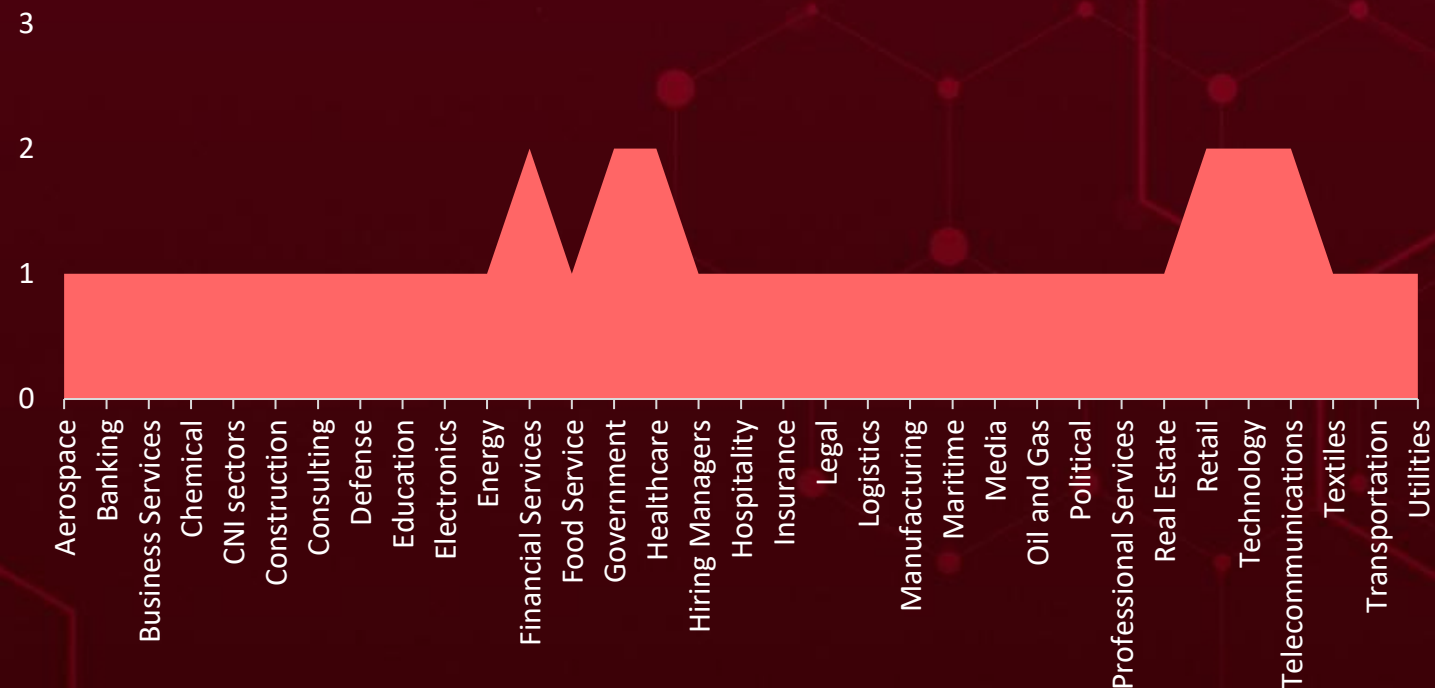 3
2
1
0
Aerospace
Banking
Business Services
Chemical
CNI sectors
Construction
Consulting
Defense
Education
Electronics
Energy
Financial Services
Food Service
Government
Healthcare
Hiring Managers
Hospitality
Insurance
Legal
Logistics
Manufacturing
Maritime
Media
Oil and Gas
Political
Professional Services
Real Estate
Retail
Technology
Telecommunications
Textiles
Transportation
Utilities